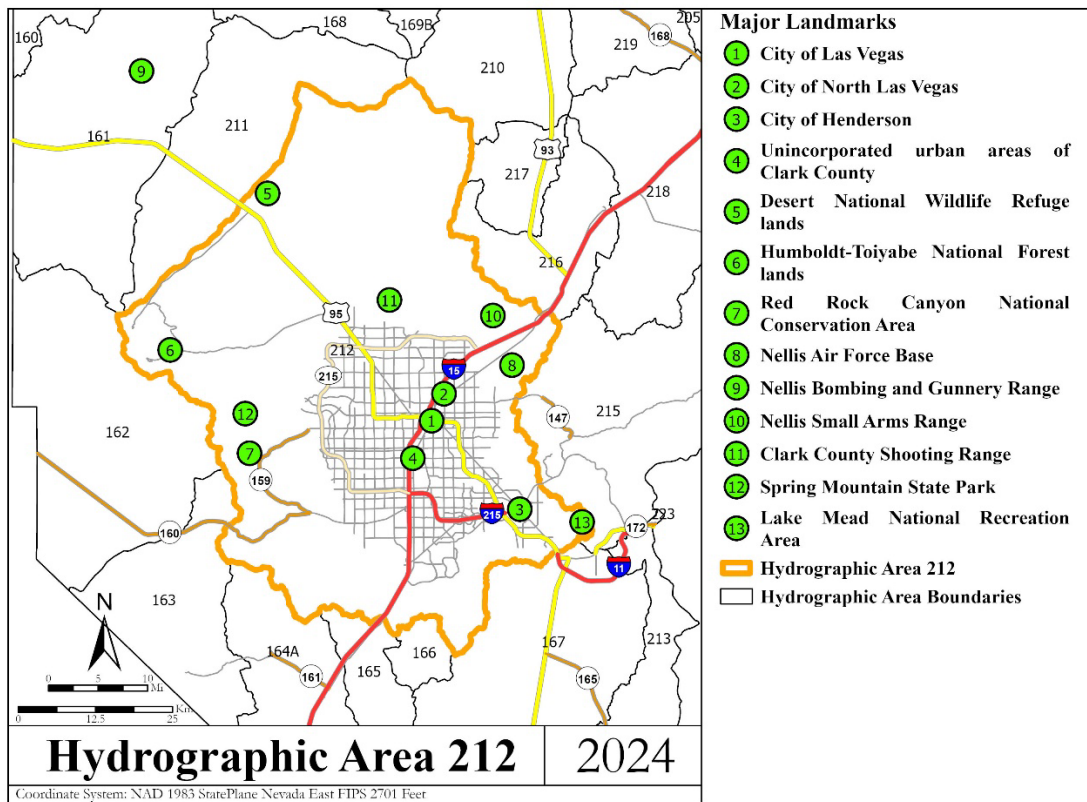 160
168
169B
205
168
219
210
9
211
161
93
217
218
5
216
11
10
95
212
6
15
8
215
2
12
147
215
1
162
7
4
159
3
215
13
223
172
160
11
163
N
167
213
164A
166
165
161
165
0 5 10
Mi
Km
0 12.5 25
Hydrographic Area 212
2024
Coordinate System: NAD 1983 StatePlane Nevada East FIPS 2701 Feet
Major Landmarks
1 City of Las Vegas
2 City of North Las Vegas
3 City of Henderson
4 Unincorporated urban areas of
Clark County
5 Desert National Wildlife Refuge
lands
6 Humboldt-Toiyabe National Forest
lands
7 Red Rock Canyon National
Conservation Area
8 Nellis Air Force Base
9 Nellis Bombing and Gunnery Range
10 Nellis Small Arms Range
11 Clark County Shooting Range
12 Spring Mountain State Park
13 Lake Mead National Recreation
Area
Hydrographic Area 212
Hydrographic Area Boundaries